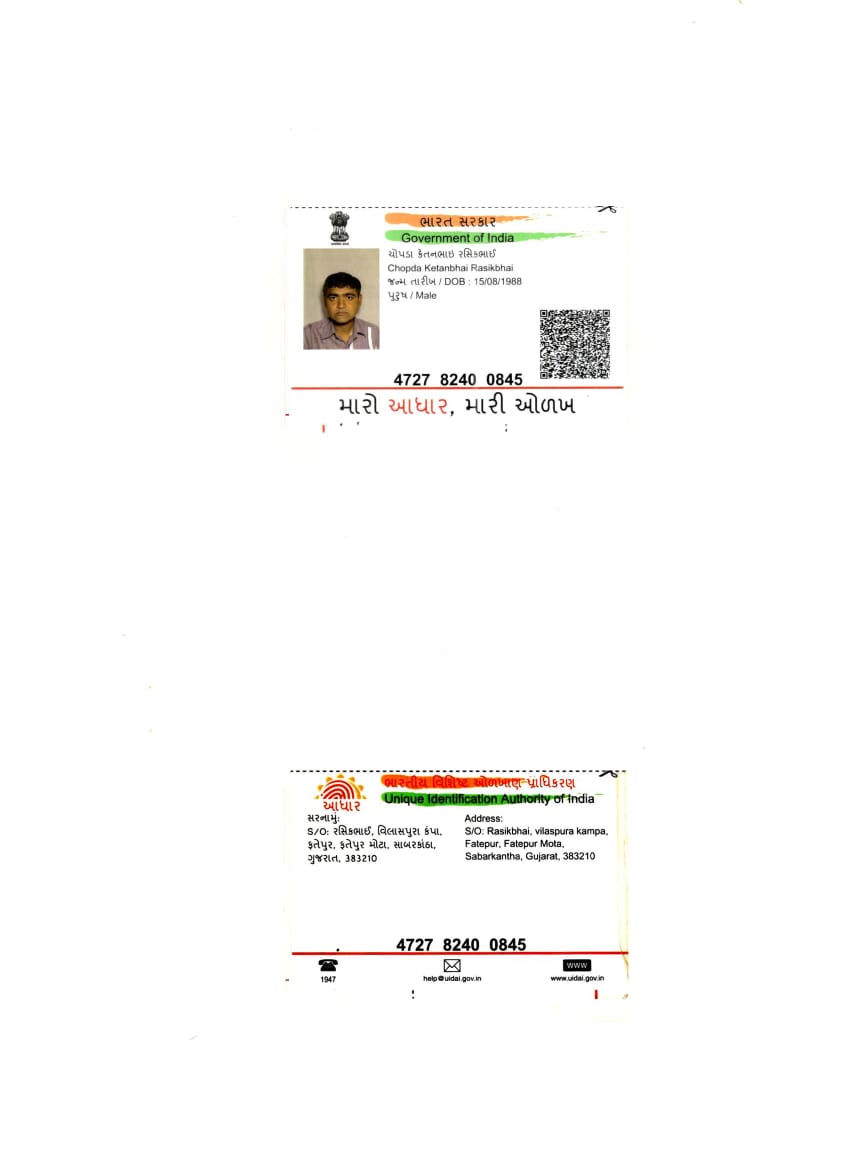 ભારત સરકાર
Government of India
ચોપડા કેતનભાઇ રસિકભાઈ
Chopda Ketanbhai Rasikbhai
જન્મ તારીખ / DOB : 15/08/1988
પુરુષ / Male
4727 8240 0845
મારો આધાર, મારી ઓળખ
ભારતીય વિશિષ્ટ ઓળખાણ પ્રાધિકરણ
Unique Identification Authority of India
આધાર
સરનામું:
S/O: રસિકભાઈ, વિલાસપુરા કંપા,
ફતેપુર, ફતેપુર મોટા, સાબરકાંઠા,
ગુજરાત, 383210
Address:
S/O: Rasikbhai, vilaspura kampa,
Fatepur, Fatepur Mota,
Sabarkantha, Gujarat, 383210
4727 8240 0845
1947
help@uidai.gov.in
WWW
www.uidai.gov.in